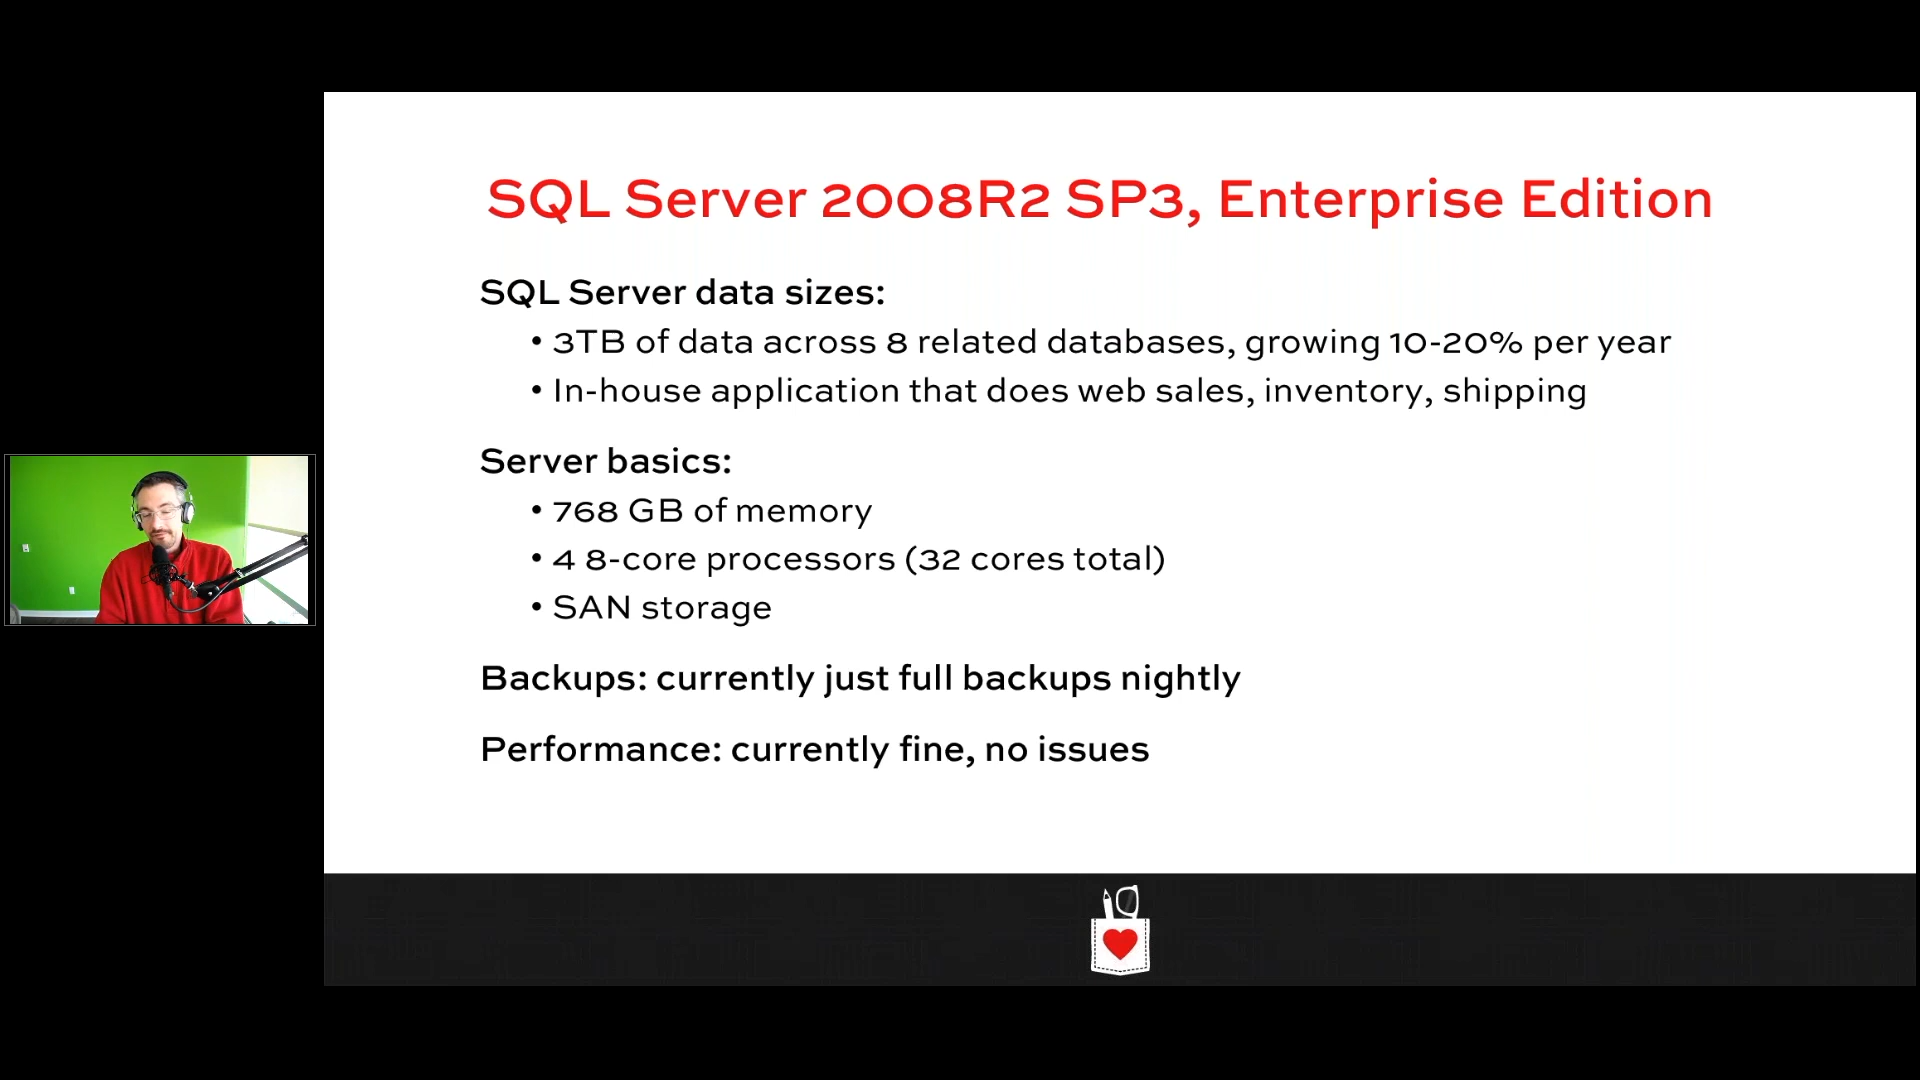 SQL Server 2008R2 SP3, Enterprise Edition
SQL Server data sizes:
• 3TB of data across 8 related databases, growing 10-20% per year
• In-house application that does web sales, inventory, shipping
Server basics:
• 768 GB of memory
• 4 8-core processors (32 cores total)
• SAN storage
Backups: currently just full backups nightly
Performance: currently fine, no issues